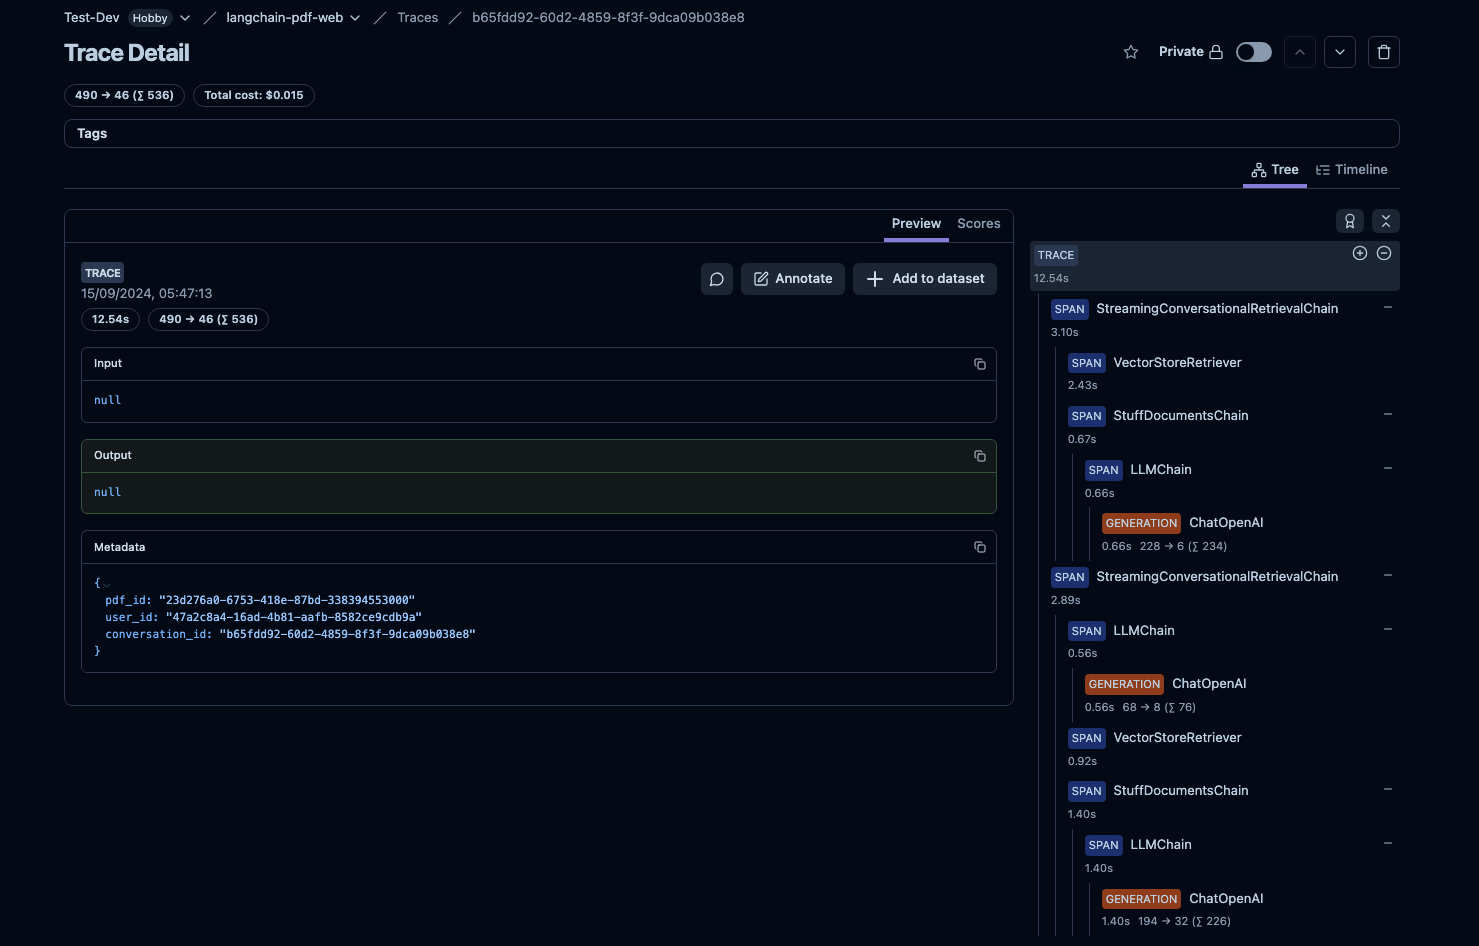 Test-Dev Hobby / langchain-pdf-web / Traces / b65fdd92-60d2-4859-8f3f-9dca09b038e8
Trace Detail
Private
490 → 46 (∑ 536) Total cost: $0.015
Tags
Tree Timeline
Preview Scores
TRACE
15/09/2024, 05:47:13
Annotate
+ Add to dataset
12.54s 490 → 46 (∑ 536)
Input
null
Output
null
Metadata
{
pdf_id: "23d276a0-6753-418e-87bd-338394553000"
user_id: "47a2c8a4-16ad-4b81-aafb-8582ce9cdb9a"
conversation_id: "b65fdd92-60d2-4859-8f3f-9dca09b038e8"
}
TRACE
12.54s
SPAN StreamingConversationalRetrievalChain
3.10s
SPAN VectorStoreRetriever
2.43s
SPAN StuffDocumentsChain
0.67s
SPAN LLMChain
0.66s
GENERATION ChatOpenAI
0.66s 228 → 6 (∑ 234)
SPAN StreamingConversationalRetrievalChain
2.89s
SPAN LLMChain
0.56s
GENERATION ChatOpenAI
0.56s 68 → 8 (∑ 76)
SPAN VectorStoreRetriever
0.92s
SPAN StuffDocumentsChain
1.40s
SPAN LLMChain
1.40s
GENERATION ChatOpenAI
1.40s 194 → 32 (∑ 226)